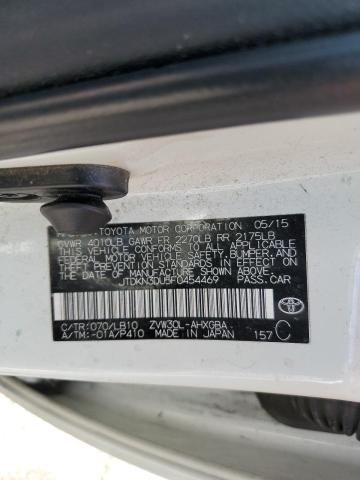 TOYOTA MOTOR CORPORATION 05/15
GVWR 4010LB GAWR FR 2270LB RR 2175LB
THIS VEHICLE CONFORMS TO ALL APPLICABLE
FEDERAL MOTOR VEHICLE SAFETY, BUMPER, AND
THEFT PREVENTION STANDARDS IN EFFECT ON
THE DATE OF MANUFACTURE SHOWN ABOVE.
JTDKN3DU5F0454469 PASS.CAR
C/TR: 070/LB10 ZVW30L-AHXGBA
A/TM: -01A/P410 MADE IN JAPAN 157 C